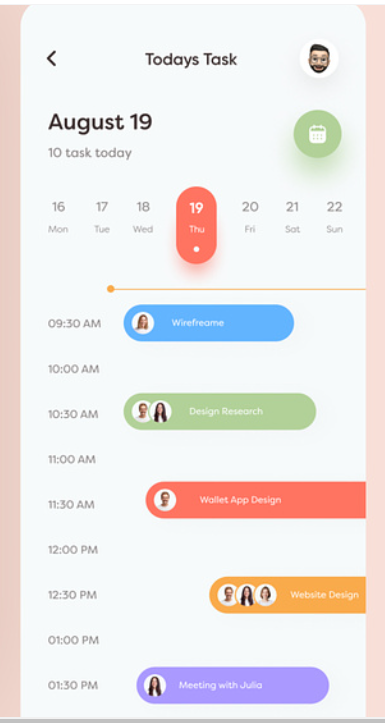 Todays Task
August 19
10 task today
16 17 18 19 20 21 22
Mon Tue Wed Thu Fri Sat Sun
09:30 AM Wirefreame
10:00 AM
10:30 AM Design Research
11:00 AM
11:30 AM Wallet App Design
12:00 PM
12:30 PM Website Design
01:00 PM
01:30 PM Meeting with Julia